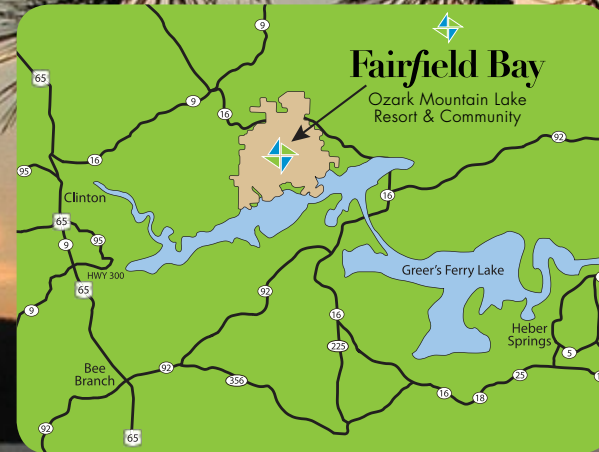 Fairfield Bay
Ozark Mountain Lake
Resort & Community
9
65
9
16
92
16
95
16
Clinton
65
9
95
HWY 300
65
Greer's Ferry Lake
92
9
16
Heber
Springs
225
5
Bee
Branch
92
356
25
16
18
92
65